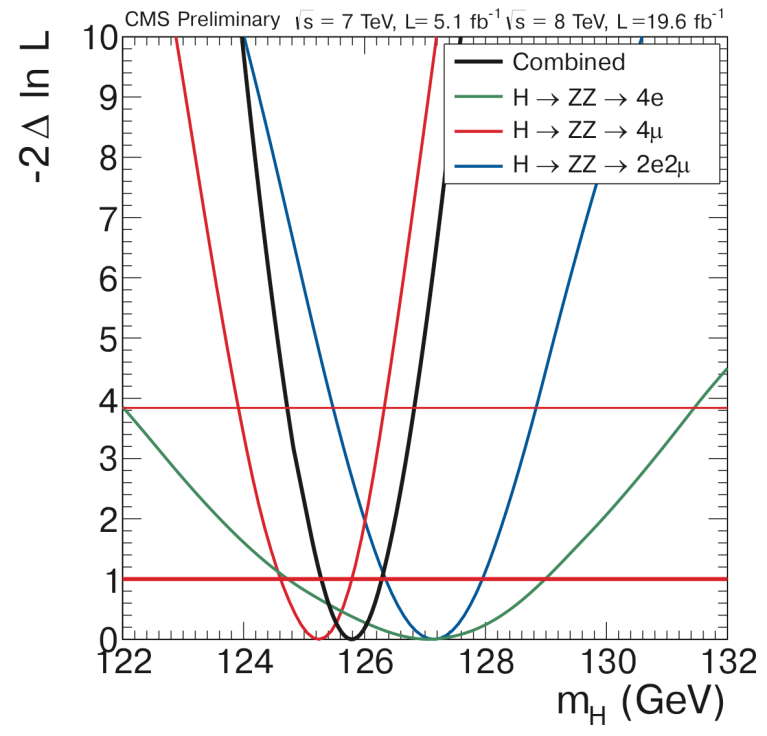 CMS Preliminary √s = 7 TeV, L= 5.1 fb⁻¹ √s = 8 TeV, L =19.6 fb⁻¹
-2 Δ ln L
10
9
8
7
6
5
4
3
2
1
0
Combined
H → ZZ → 4e
H → ZZ → 4μ
H → ZZ → 2e2μ
122 124 126 128 130 132
m_H (GeV)